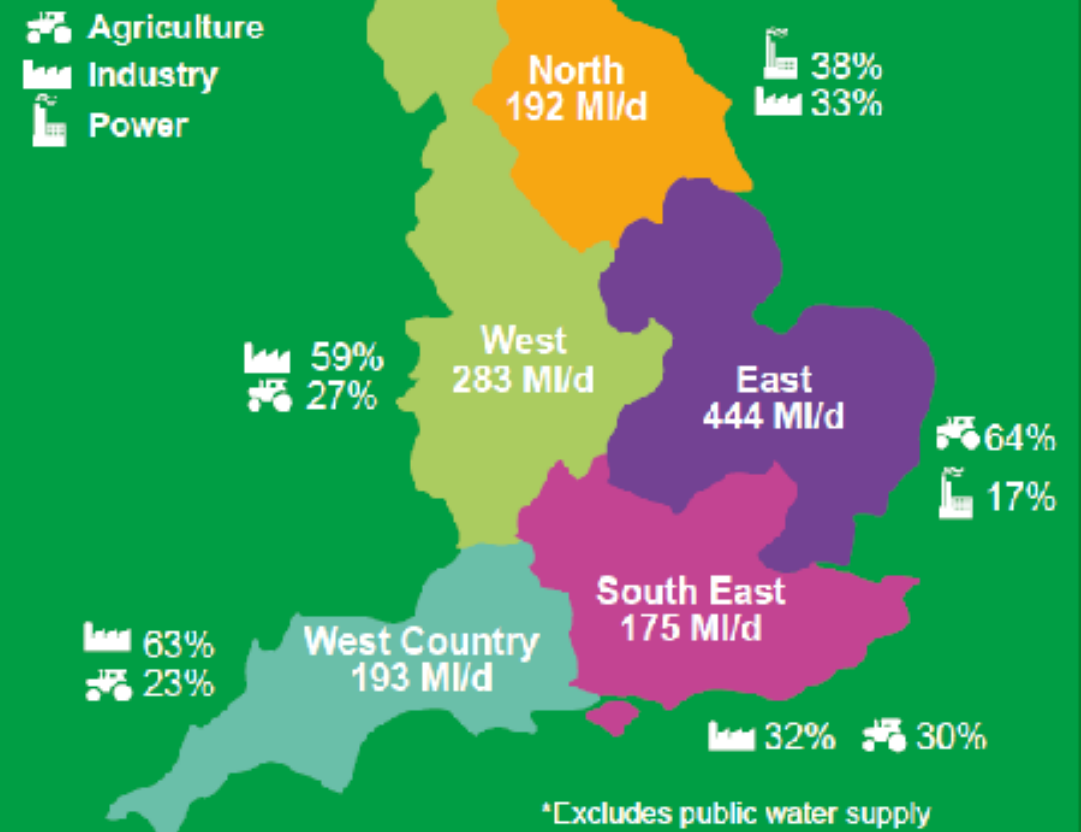 Agriculture
Industry
Power
North
192 Ml/d
38%
33%
West
283 Ml/d
59%
27%
East
444 Ml/d
64%
17%
South East
175 Ml/d
West Country
193 Ml/d
63%
23%
32% 30%
*Excludes public water supply